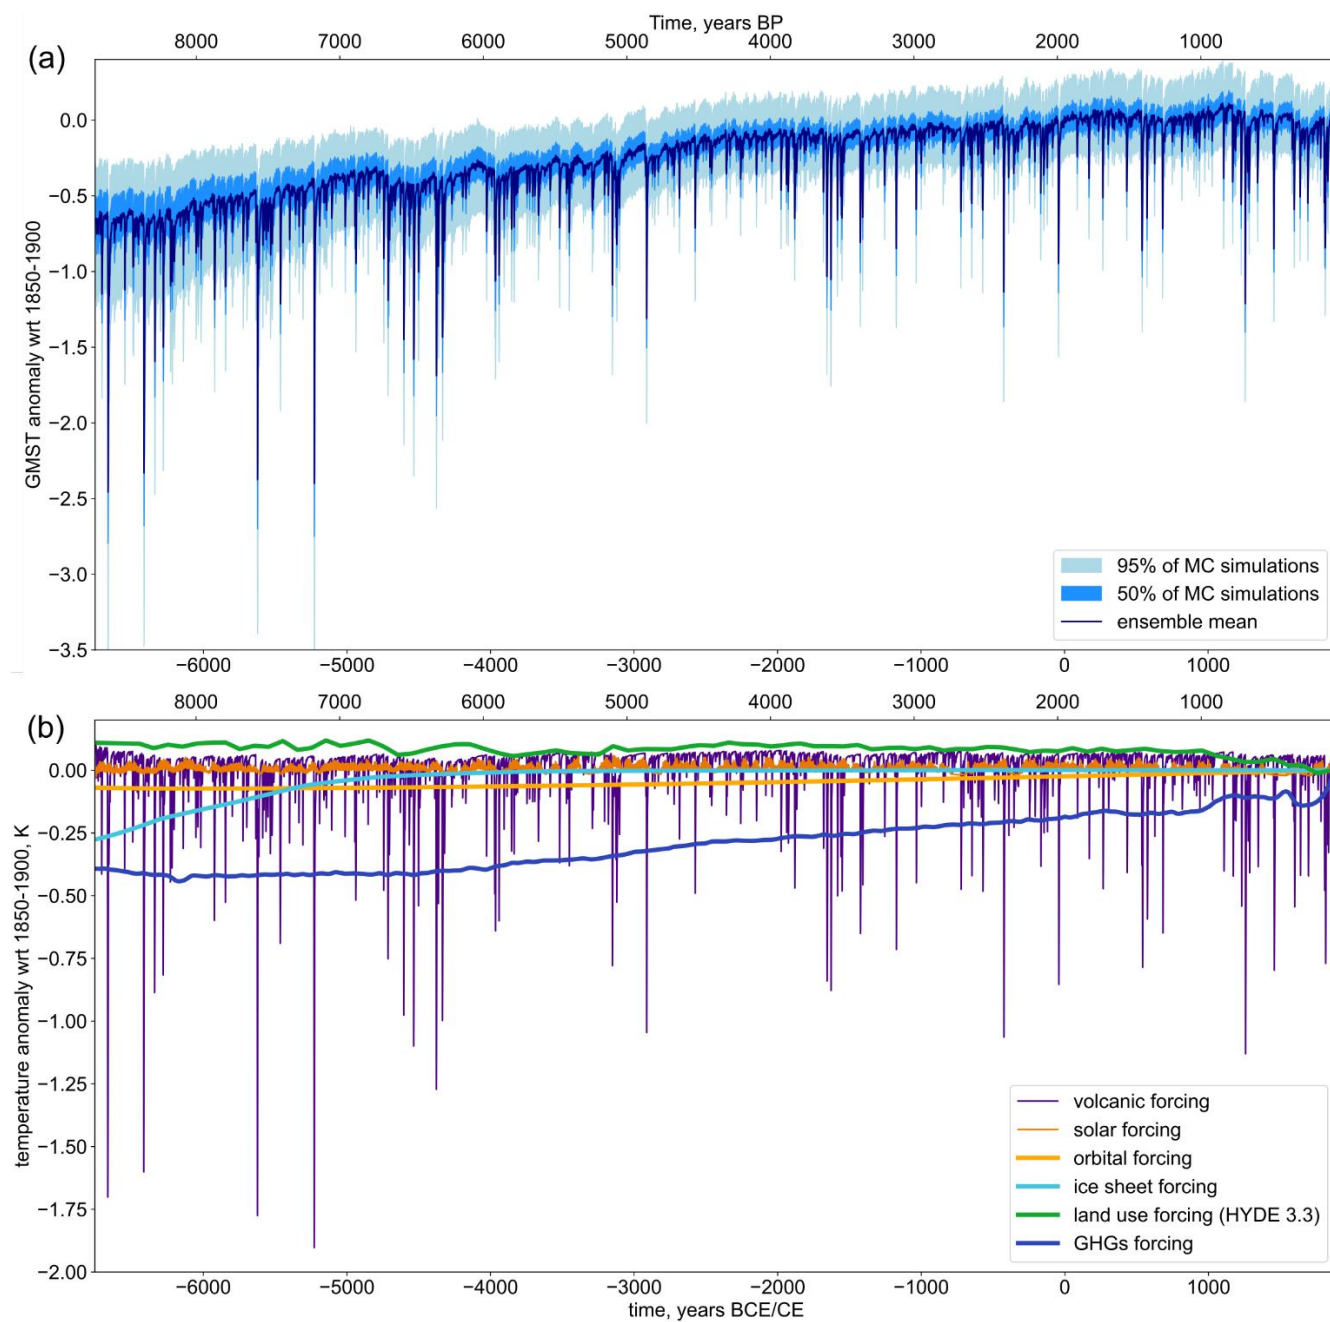 Time, years BP
8000 7000 6000 5000 4000 3000 2000 1000
(a)
0.0
−0.5
−1.0
−1.5
−2.0
−2.5
−3.0
−3.5
GMST anomaly wrt 1850-1900
95% of MC simulations
50% of MC simulations
ensemble mean
−6000 −5000 −4000 −3000 −2000 −1000 0 1000
8000 7000 6000 5000 4000 3000 2000 1000
(b)
0.00
−0.25
−0.50
−0.75
−1.00
−1.25
−1.50
−1.75
−2.00
temperature anomaly wrt 1850-1900, K
volcanic forcing
solar forcing
orbital forcing
ice sheet forcing
land use forcing (HYDE 3.3)
GHGs forcing
−6000 −5000 −4000 −3000 −2000 −1000 0 1000
time, years BCE/CE